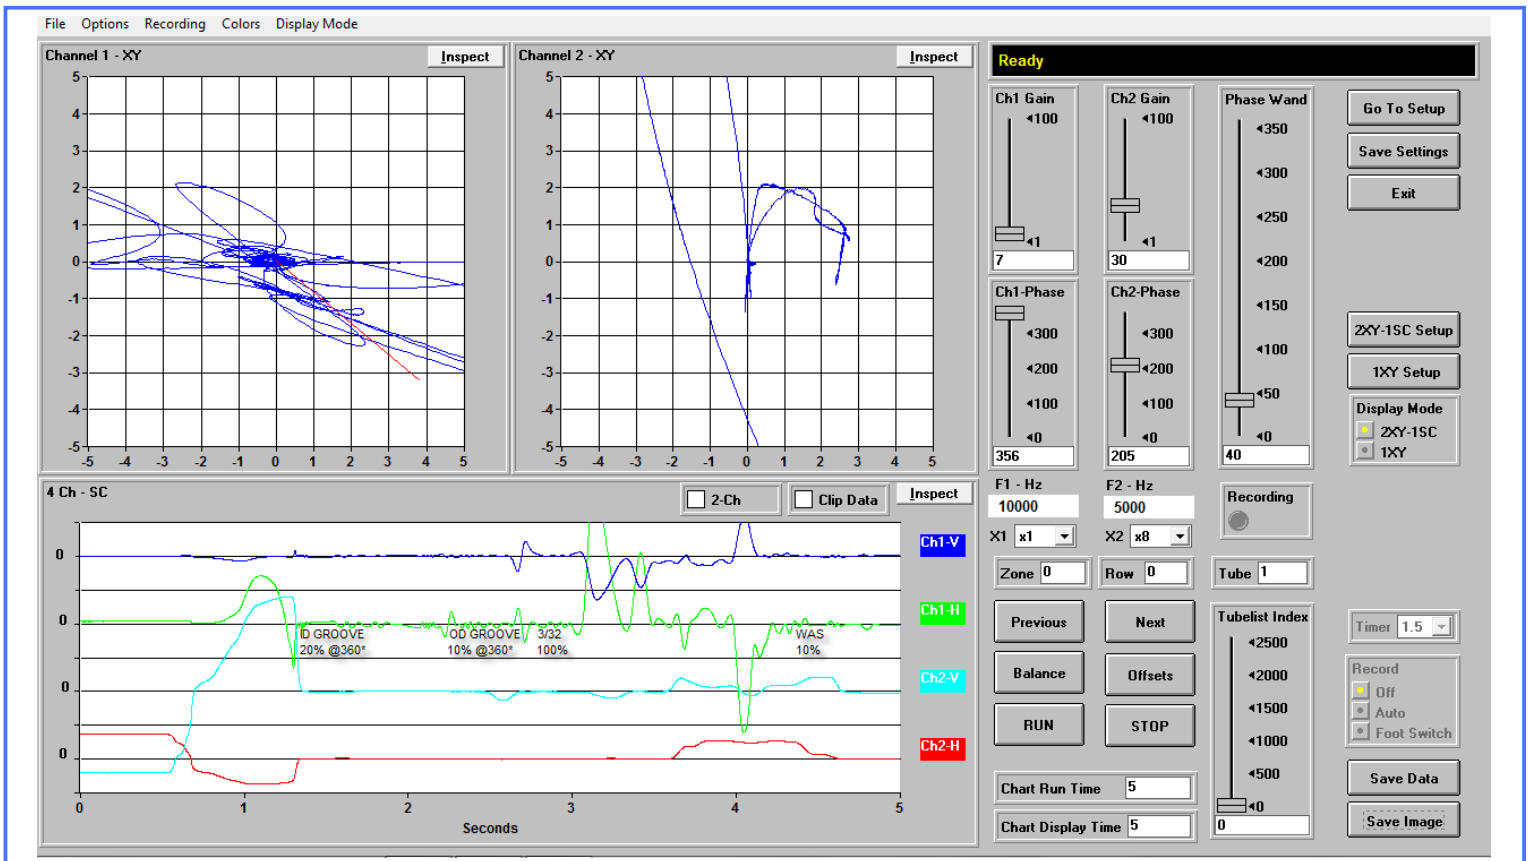 File Options Recording Colors Display Mode
Channel 1 - XY
Inspect
5
4
3
2
1
0
-1
-2
-3
-4
-5
-5 -4 -3 -2 -1 0 1 2 3 4 5
Channel 2 - XY
Inspect
5
4
3
2
1
0
-1
-2
-3
-4
-5
-5 -4 -3 -2 -1 0 1 2 3 4 5
4 Ch - SC
2-Ch
Clip Data
Inspect
0
0
0
0
Ch1-V
Ch1-H
Ch2-V
Ch2-H
ID GROOVE
20% @360°
OD GROOVE
10% @360°
3/32
100%
WAS
10%
0 1 2 3 4 5
Seconds
Ready
Ch1 Gain
100
1
7
Ch2 Gain
100
1
30
Phase Wand
350
300
250
200
150
100
50
0
40
Ch1-Phase
300
200
100
0
356
Ch2-Phase
300
200
100
0
205
F1 - Hz
10000
F2 - Hz
5000
X1 x1
X2 x8
Recording
Zone 0
Row 0
Tube 1
Previous
Next
Balance
Offsets
RUN
STOP
Tubelist Index
2500
2000
1500
1000
500
0
0
Chart Run Time 5
Chart Display Time 5
Go To Setup
Save Settings
Exit
2XY-1SC Setup
1XY Setup
Display Mode
2XY-1SC
1XY
Timer 1.5
Record
Off
Auto
Foot Switch
Save Data
Save Image